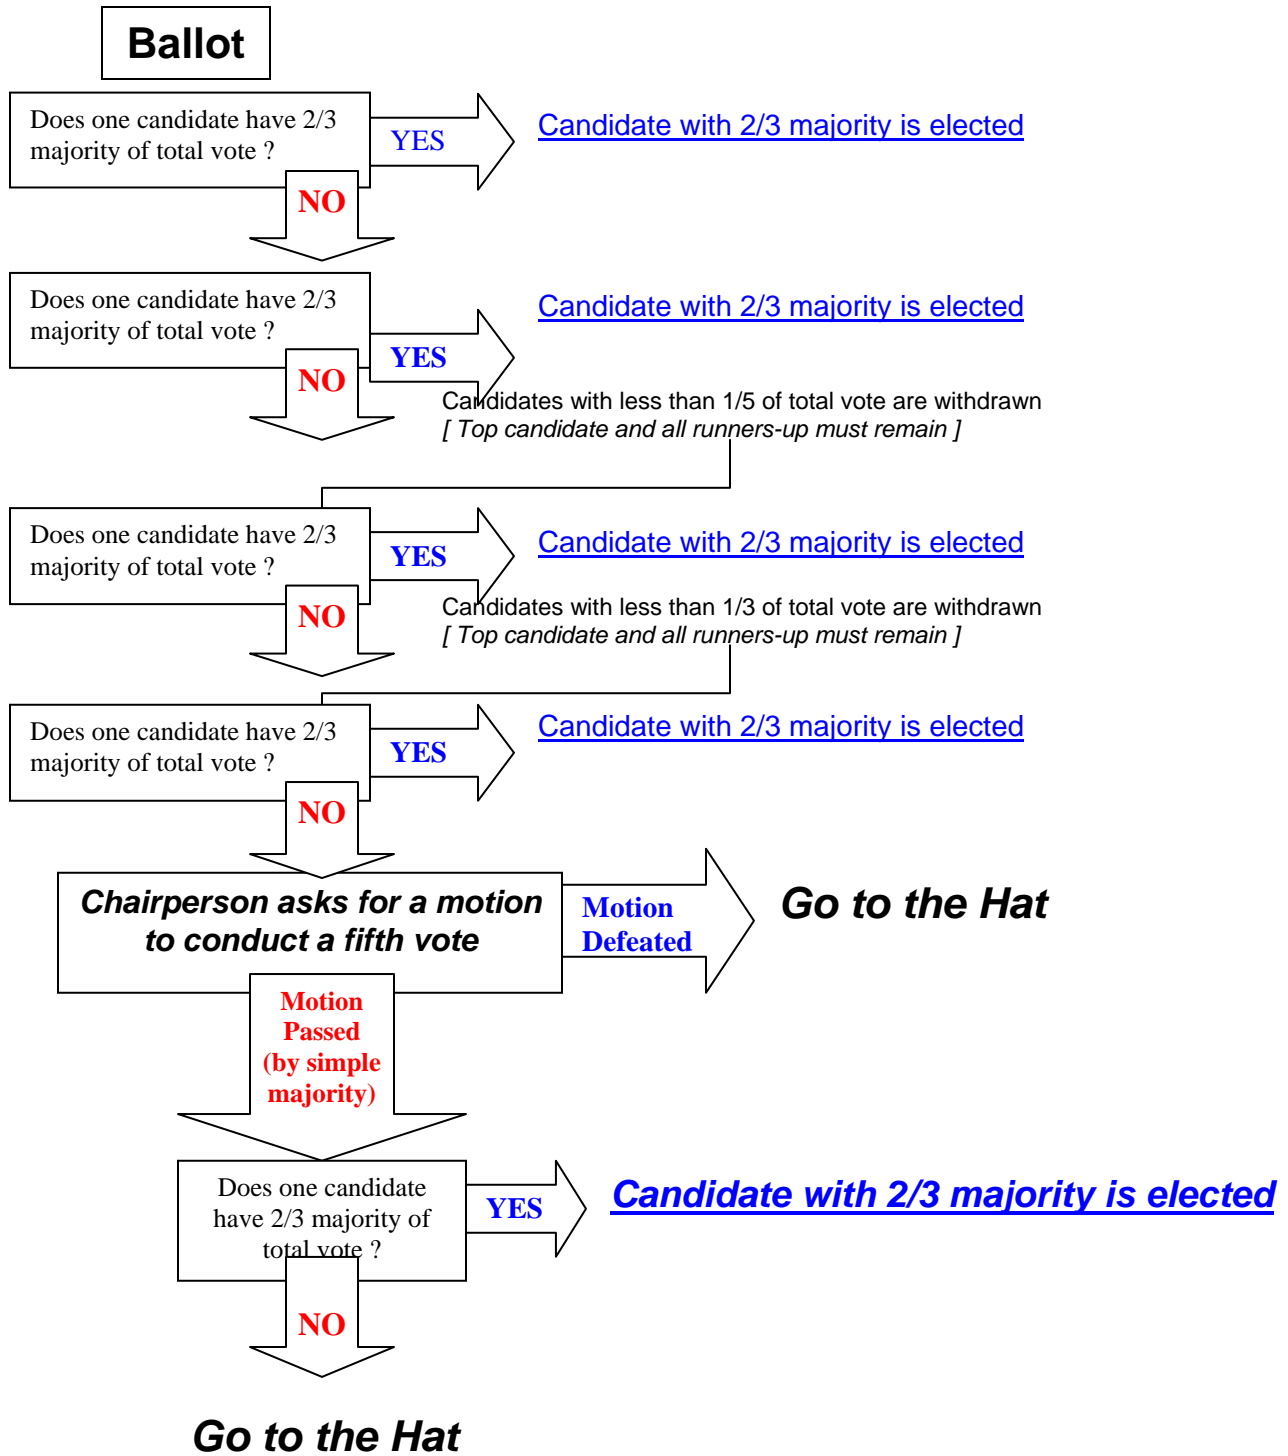 Ballot
Does one candidate have 2/3
majority of total vote ?
YES
Candidate with 2/3 majority is elected
NO
Does one candidate have 2/3
majority of total vote ?
YES
Candidate with 2/3 majority is elected
NO
Candidates with less than 1/5 of total vote are withdrawn
[ Top candidate and all runners-up must remain ]
Does one candidate have 2/3
majority of total vote ?
YES
Candidate with 2/3 majority is elected
NO
Candidates with less than 1/3 of total vote are withdrawn
[ Top candidate and all runners-up must remain ]
Does one candidate have 2/3
majority of total vote ?
YES
Candidate with 2/3 majority is elected
NO
Chairperson asks for a motion
to conduct a fifth vote
Motion
Defeated
Go to the Hat
Motion
Passed
(by simple
majority)
Does one candidate
have 2/3 majority of
total vote ?
YES
Candidate with 2/3 majority is elected
NO
Go to the Hat